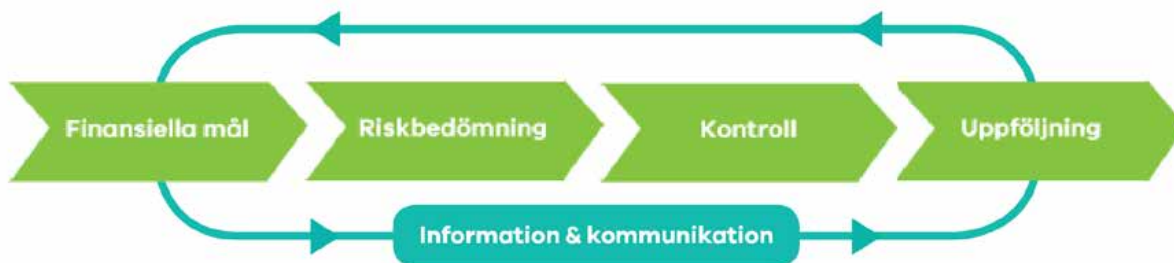 Finansiella mål
Riskbedömning
Kontroll
Uppföljning
Information & kommunikation